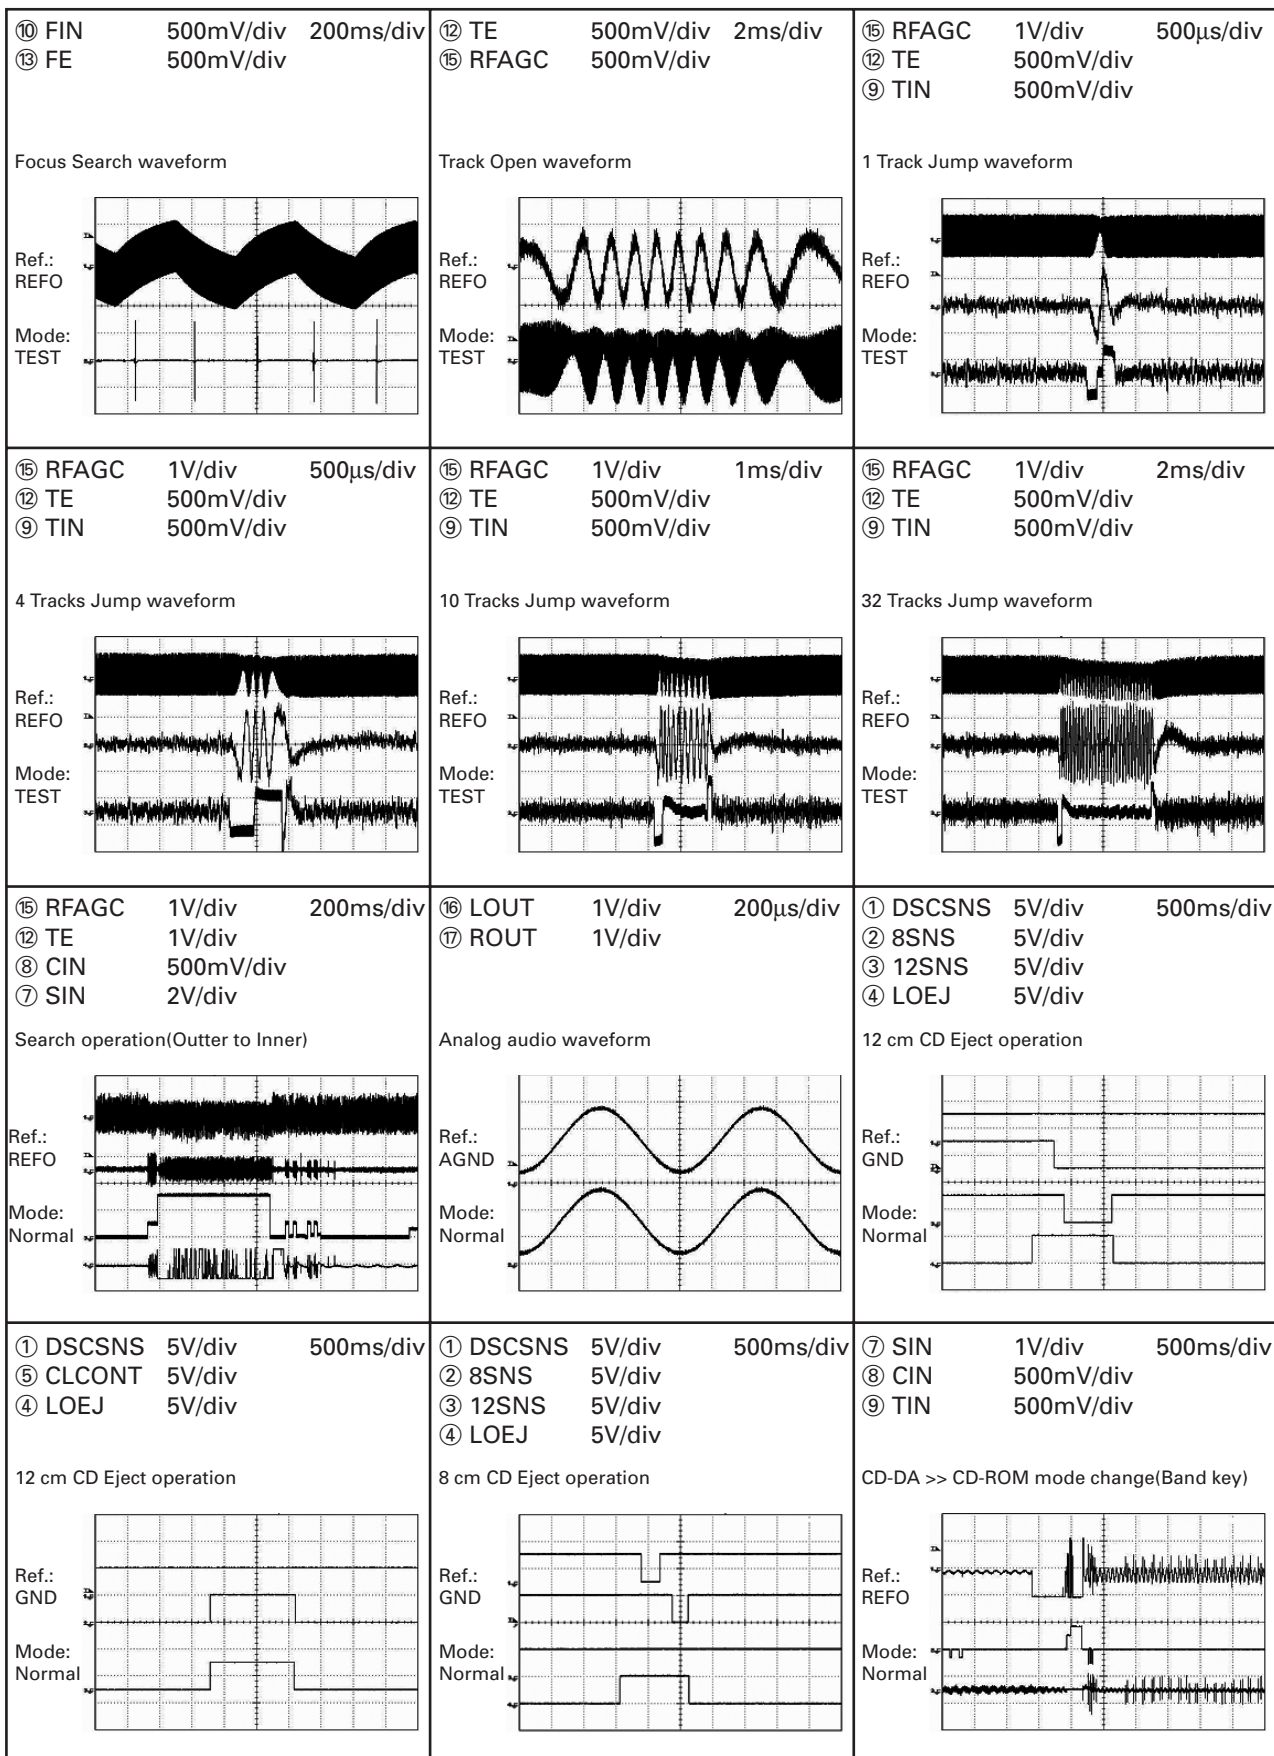 ⑩ FIN 500mV/div 200ms/div
⑬ FE 500mV/div
Focus Search waveform
Ref.:
REFO
Mode:
TEST
⑫ TE 500mV/div 2ms/div
⑮ RFAGC 500mV/div
Track Open waveform
Ref.:
REFO
Mode:
TEST
⑮ RFAGC 1V/div 500µs/div
⑫ TE 500mV/div
⑨ TIN 500mV/div
1 Track Jump waveform
Ref.:
REFO
Mode:
TEST
⑮ RFAGC 1V/div 500µs/div
⑫ TE 500mV/div
⑨ TIN 500mV/div
4 Tracks Jump waveform
Ref.:
REFO
Mode:
TEST
⑮ RFAGC 1V/div 1ms/div
⑫ TE 500mV/div
⑨ TIN 500mV/div
10 Tracks Jump waveform
Ref.:
REFO
Mode:
TEST
⑮ RFAGC 1V/div 2ms/div
⑫ TE 500mV/div
⑨ TIN 500mV/div
32 Tracks Jump waveform
Ref.:
REFO
Mode:
TEST
⑮ RFAGC 1V/div 200ms/div
⑫ TE 1V/div
⑧ CIN 500mV/div
⑦ SIN 2V/div
Search operation(Outter to Inner)
Ref.:
REFO
Mode:
Normal
⑯ LOUT 1V/div 200µs/div
⑰ ROUT 1V/div
Analog audio waveform
Ref.:
AGND
Mode:
Normal
① DSCSNS 5V/div 500ms/div
② 8SNS 5V/div
③ 12SNS 5V/div
④ LOEJ 5V/div
12 cm CD Eject operation
Ref.:
GND
Mode:
Normal
① DSCSNS 5V/div 500ms/div
⑤ CLCONT 5V/div
④ LOEJ 5V/div
12 cm CD Eject operation
Ref.:
GND
Mode:
Normal
① DSCSNS 5V/div 500ms/div
② 8SNS 5V/div
③ 12SNS 5V/div
④ LOEJ 5V/div
8 cm CD Eject operation
Ref.:
GND
Mode:
Normal
⑦ SIN 1V/div 500ms/div
⑧ CIN 500mV/div
⑨ TIN 500mV/div
CD-DA >> CD-ROM mode change(Band key)
Ref.:
REFO
Mode:
Normal